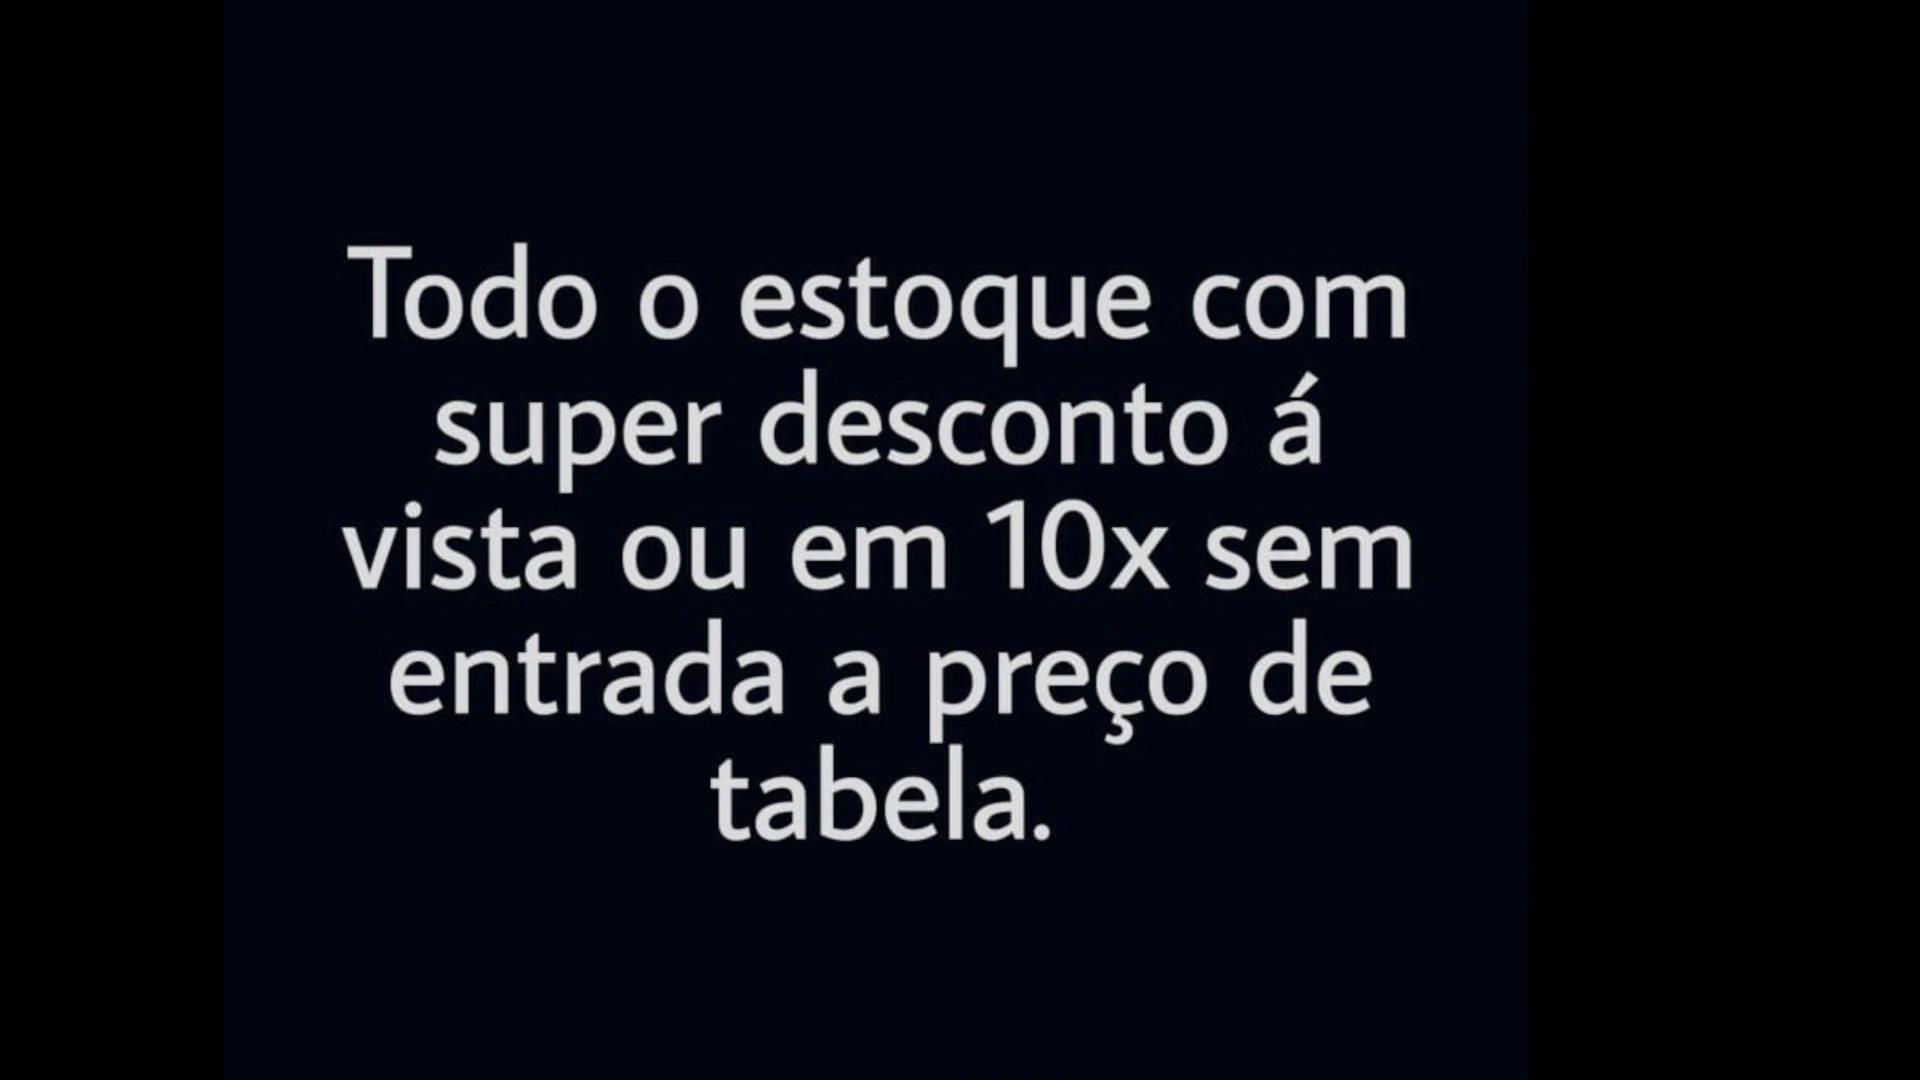 Todo o estoque com
super desconto á
vista ou em 10x sem
entrada a preço de
tabela.